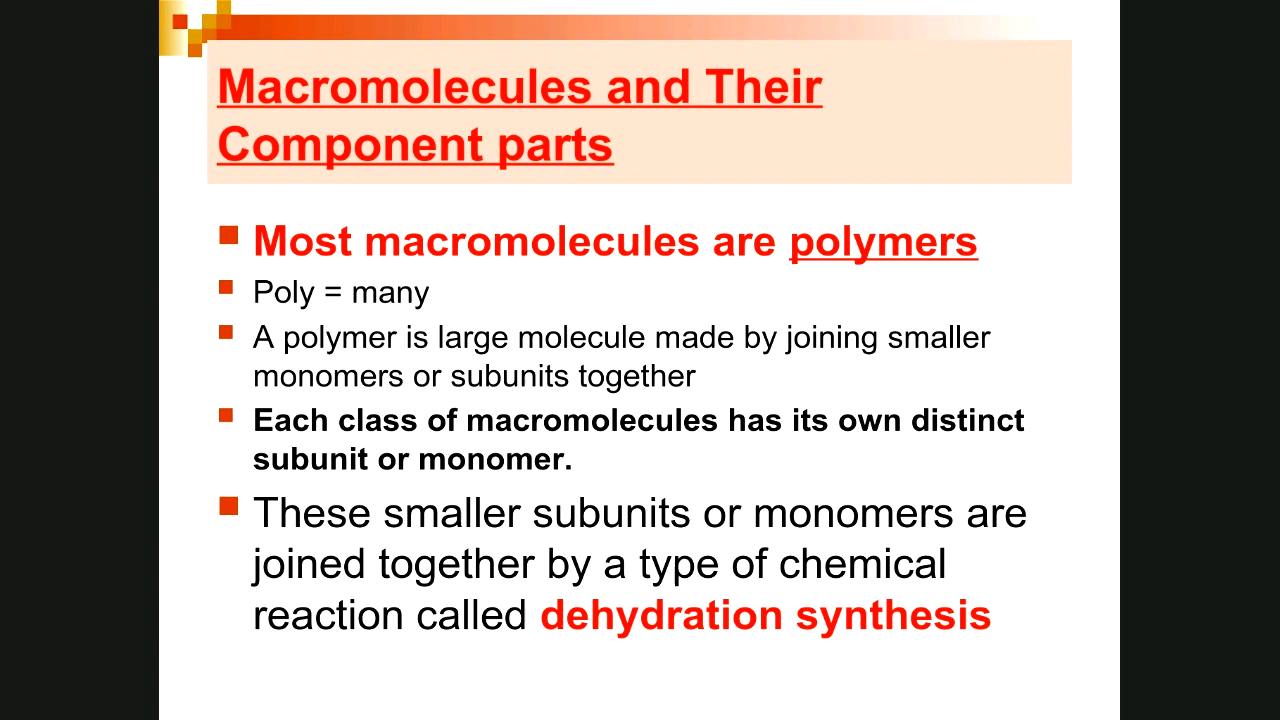 Macromolecules and Their
Component parts
Most macromolecules are polymers
Poly = many
A polymer is large molecule made by joining smaller
monomers or subunits together
Each class of macromolecules has its own distinct
subunit or monomer.
These smaller subunits or monomers are
joined together by a type of chemical
reaction called dehydration synthesis